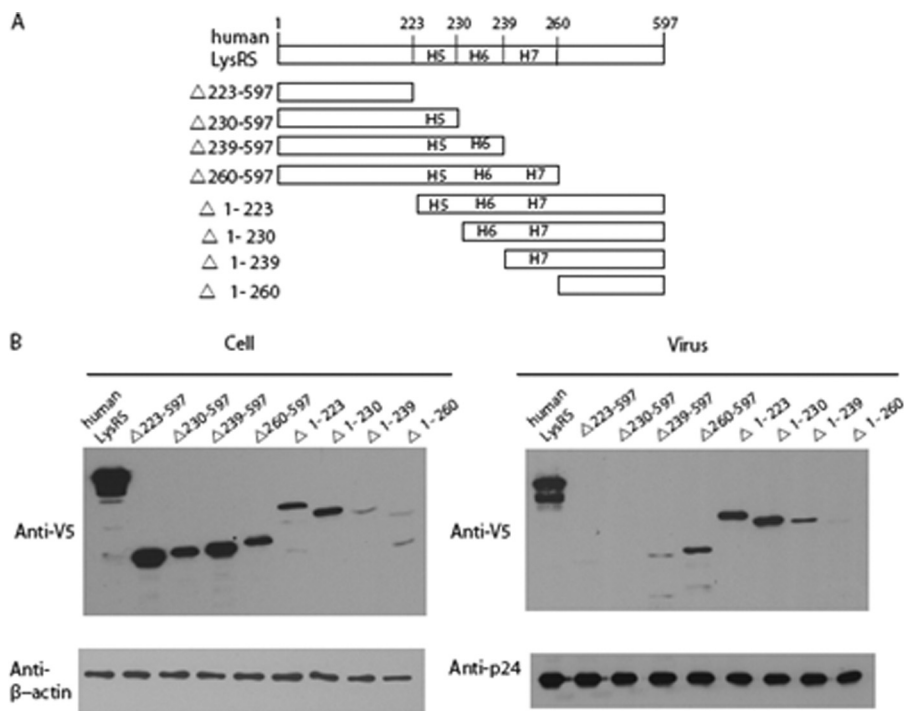 A
1 223 230 239 260 597
human
LysRS H5 H6 H7
△223-597
△230-597 H5
△239-597 H5 H6
△260-597 H5 H6 H7
△ 1-223 H5 H6 H7
△ 1-230 H6 H7
△ 1-239 H7
△ 1-260
B
Cell
human LysRS △223-597 △230-597 △239-597 △260-597 △ 1-223 △ 1-230 △ 1-239 △ 1-260
Anti-V5
Anti-
β-actin
Virus
human LysRS △223-597 △230-597 △239-597 △260-597 △ 1-223 △ 1-230 △ 1-239 △ 1-260
Anti-V5
Anti-p24